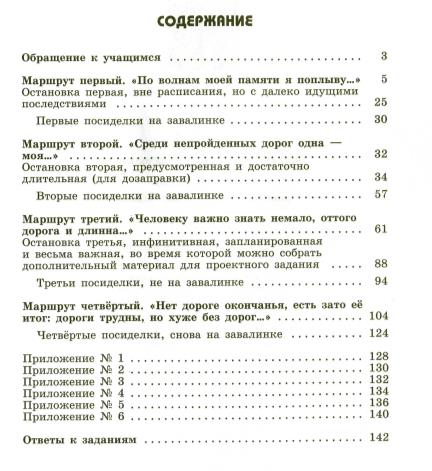 СОДЕРЖАНИЕ
Обращение к учащимся . . . . . . . . . . . . . . . . . . . . . 3
Маршрут первый. «По волнам моей памяти я поплыву...» 5
Остановка первая, вне расписания, но с далеко идущими
последствиями . . . . . . . . . . . . . . . . . . . . . . . . . 25
Первые посиделки на завалинке . . . . . . . . . . . . . . . 30
Маршрут второй. «Среди непройденных дорог одна —
моя...» . . . . . . . . . . . . . . . . . . . . . . . . . . . . . 32
Остановка вторая, предусмотренная и достаточно
длительная (для дозаправки) . . . . . . . . . . . . . . . . . 34
Вторые посиделки на завалинке . . . . . . . . . . . . . . . 57
Маршрут третий. «Человеку важно знать немало, оттого
дорога и длинна...» . . . . . . . . . . . . . . . . . . . . . . 61
Остановка третья, инфинитивная, запланированная
и весьма важная, во время которой можно собрать
дополнительный материал для проектного задания . . . . 88
Третьи посиделки, не на завалинке . . . . . . . . . . . . . 94
Маршрут четвёртый. «Нет дороге окончанья, есть зато её
итог: дороги трудны, но хуже без дорог...» . . . . . . . . 104
Четвёртые посиделки, снова на завалинке . . . . . . . . . 124
Приложение № 1 . . . . . . . . . . . . . . . . . . . . . . . . 128
Приложение № 2 . . . . . . . . . . . . . . . . . . . . . . . . 130
Приложение № 3 . . . . . . . . . . . . . . . . . . . . . . . . 132
Приложение № 4 . . . . . . . . . . . . . . . . . . . . . . . . 134
Приложение № 5 . . . . . . . . . . . . . . . . . . . . . . . . 136
Приложение № 6 . . . . . . . . . . . . . . . . . . . . . . . . 140
Ответы к заданиям . . . . . . . . . . . . . . . . . . . . . . 142